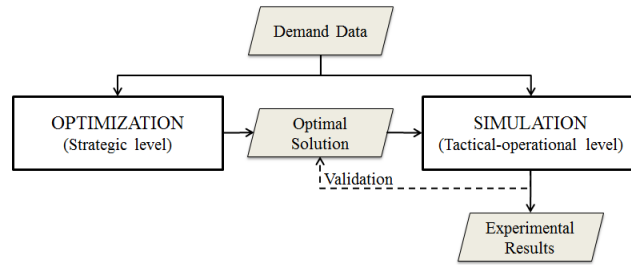 Demand Data
OPTIMIZATION
(Strategic level)
Optimal
Solution
SIMULATION
(Tactical-operational level)
Validation
Experimental
Results